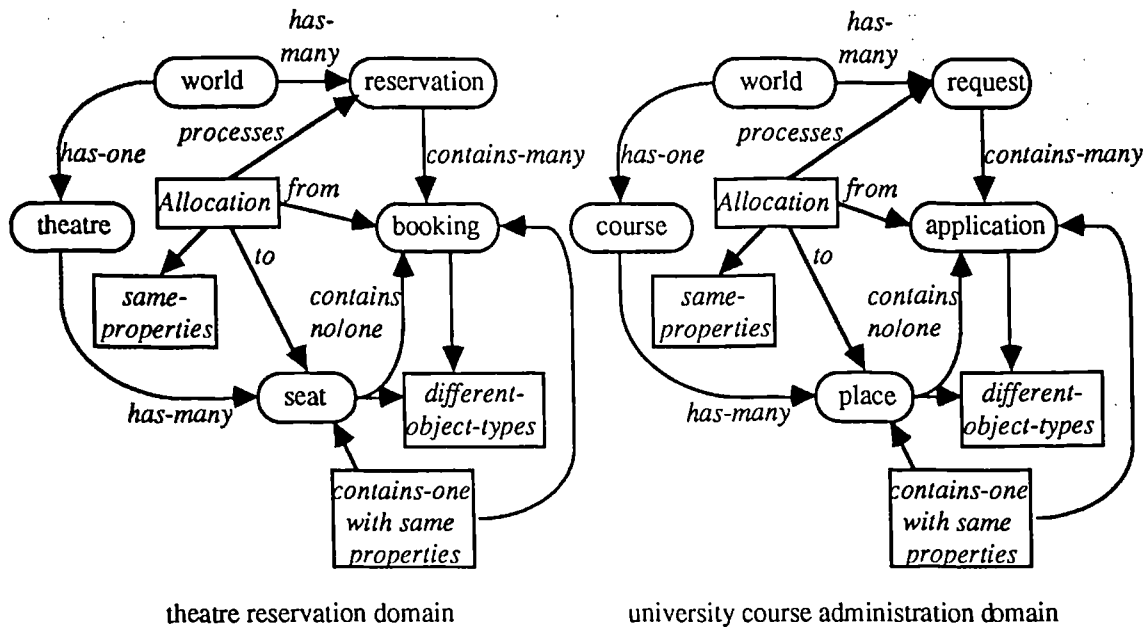 has-
many
world
reservation
processes
has-one
contains-many
Allocation
from
theatre
booking
to
same-
properties
contains
no/one
seat
has-many
different-
object-types
contains-one
with same
properties
theatre reservation domain
has-
many
world
request
processes
has-one
contains-many
Allocation
from
course
application
to
same-
properties
contains
no/one
place
has-many
different-
object-types
contains-one
with same
properties
university course administration domain